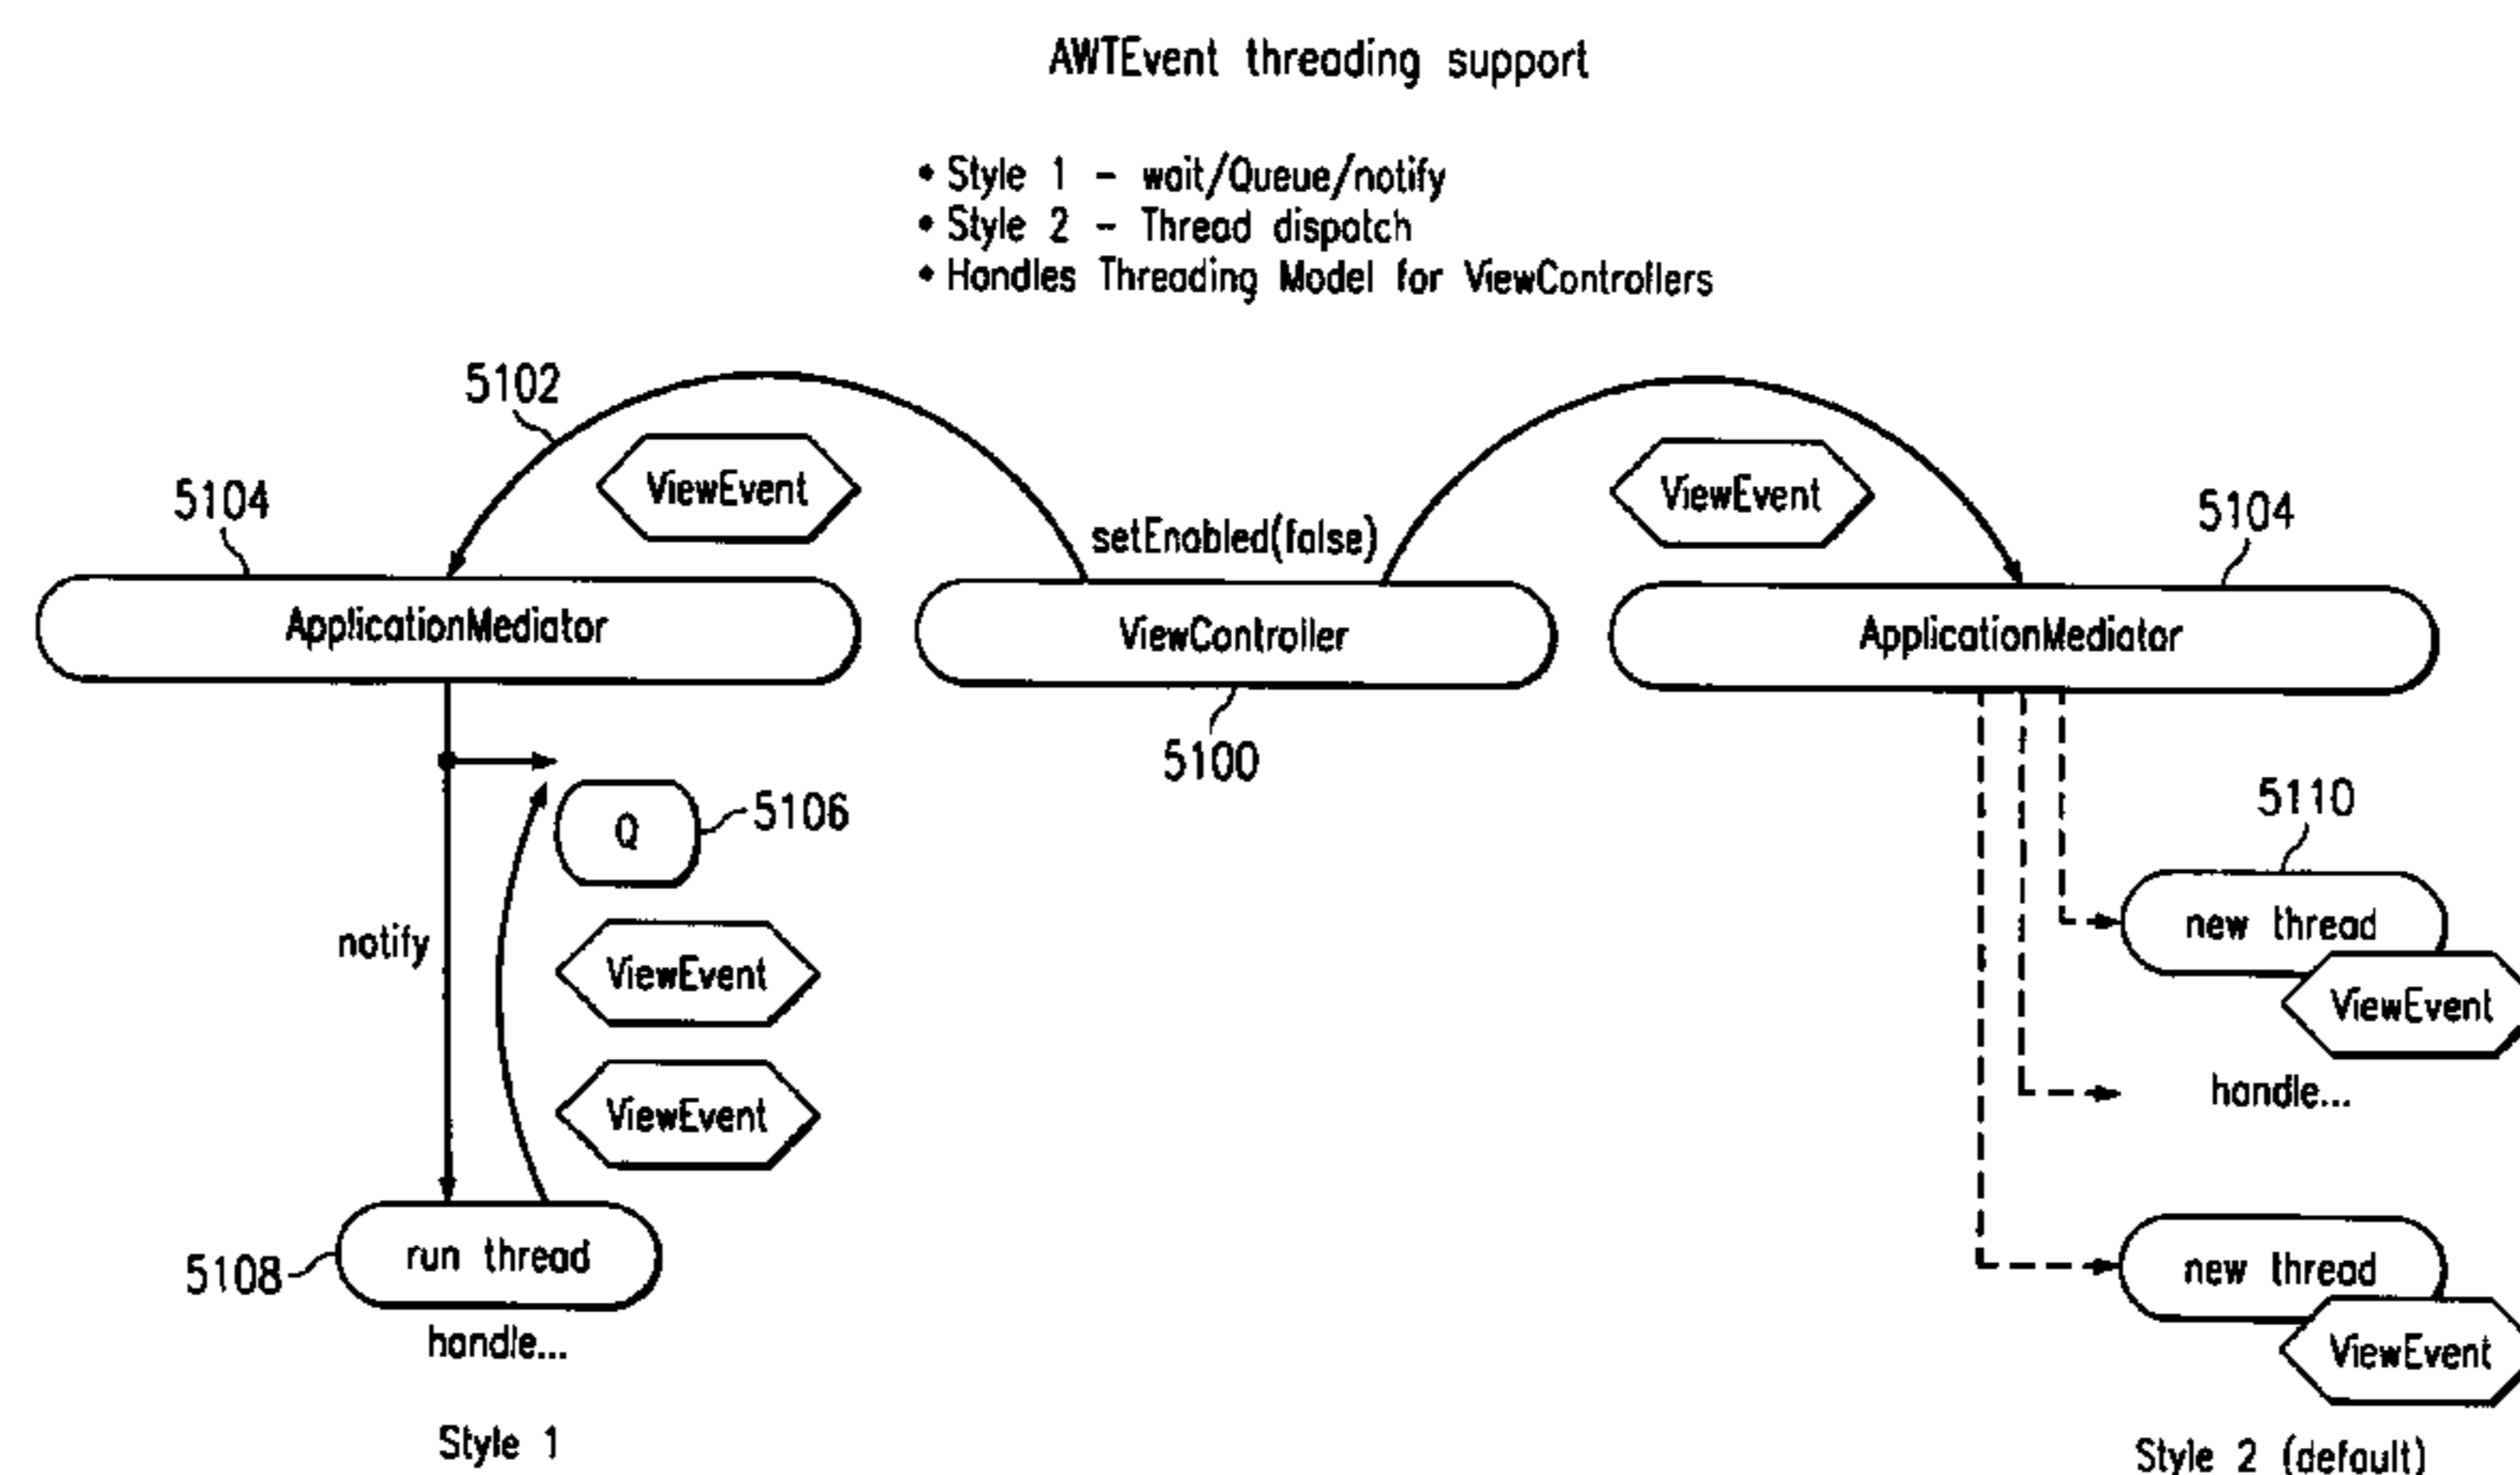 AWTEvent threading support
• Style 1 - wait/Queue/notify
• Style 2 - Thread dispatch
• Handles Threading Model for ViewControllers
5102
ViewEvent
5104
setEnabled(false)
ViewEvent
5104
ApplicationMediator
ViewController
ApplicationMediator
5100
Q
5106
5110
notify
new thread
ViewEvent
ViewEvent
ViewEvent
handle...
run thread
5108
new thread
handle...
ViewEvent
Style 1
Style 2 (default)